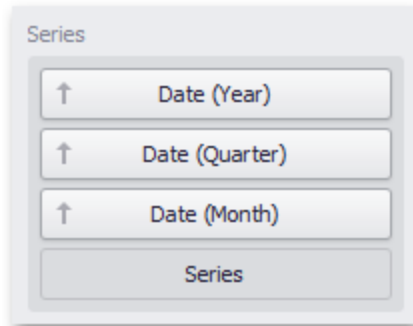 Series
Date (Year)
Date (Quarter)
Date (Month)
Series